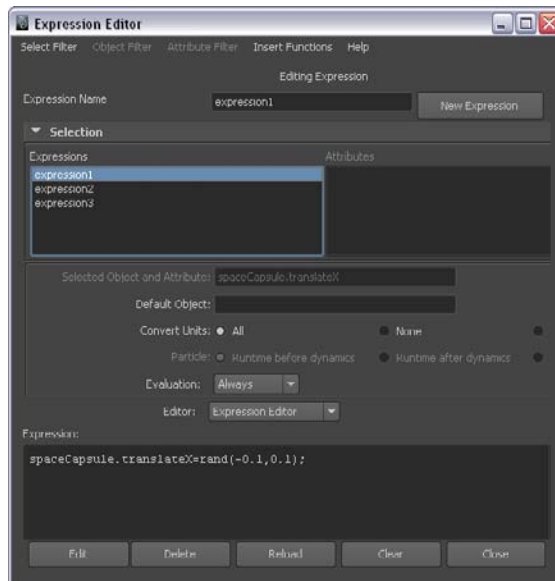 Expression Editor
Select Filter Object Filter Attribute Filter Insert Functions Help
Editing Expression
Expression Name expression1 New Expression
Selection
Expressions Attributes
expression1
expression2
expression3
Selected Object and Attribute: spaceCapsule.translateX
Default Object:
Convert Units: All None
Particle: Runtime before dynamics Runtime after dynamics
Evaluation: Always
Editor: Expression Editor
Expression:
spaceCapsule.translateX=rand(-0.1,0.1);
Edit Delete Reload Clear Close